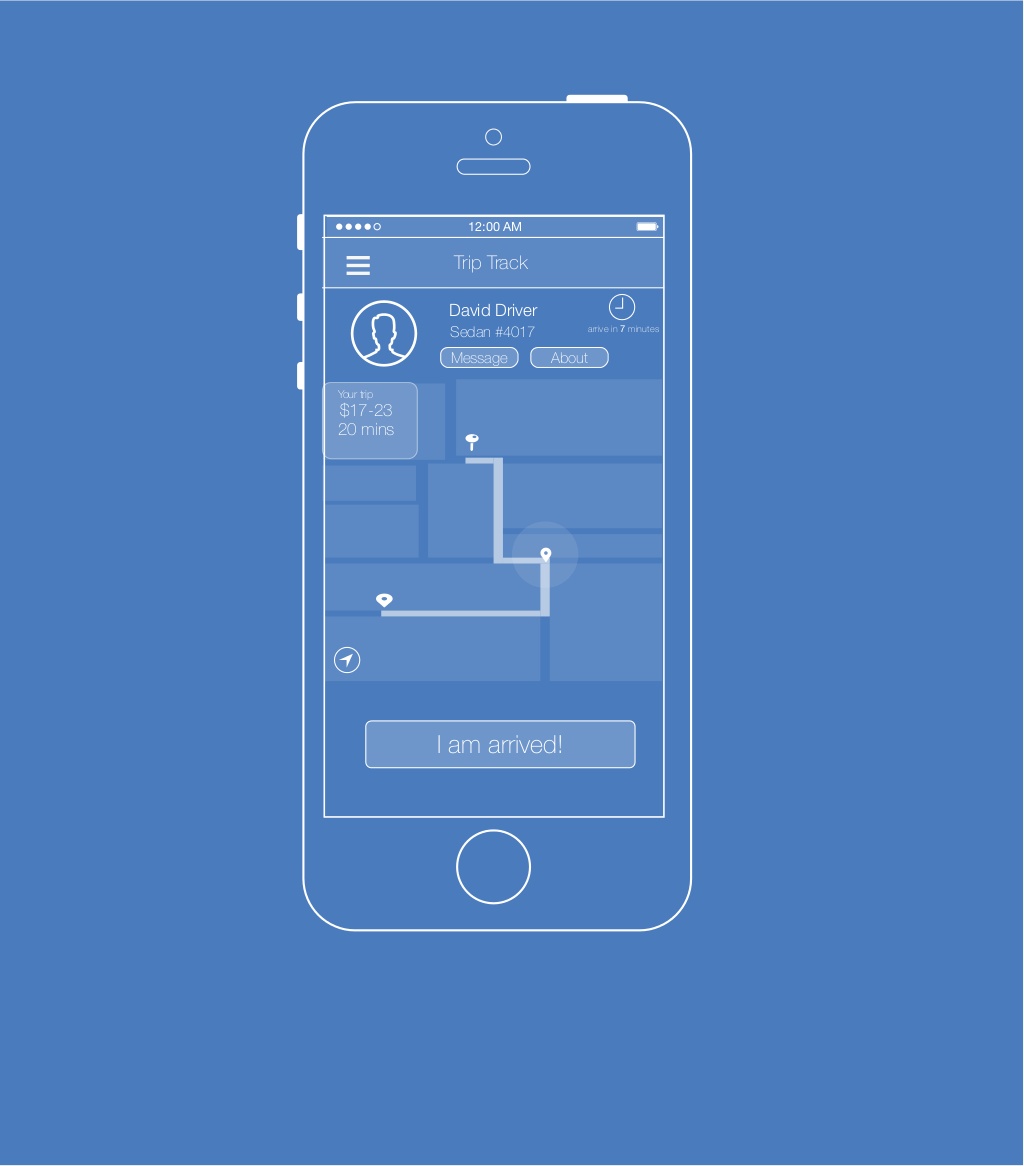 12:00 AM
Trip Track
David Driver
Sedan #4017
arrive in 7 minutes
Message
About
Your trip
$17-23
20 mins
I am arrived!